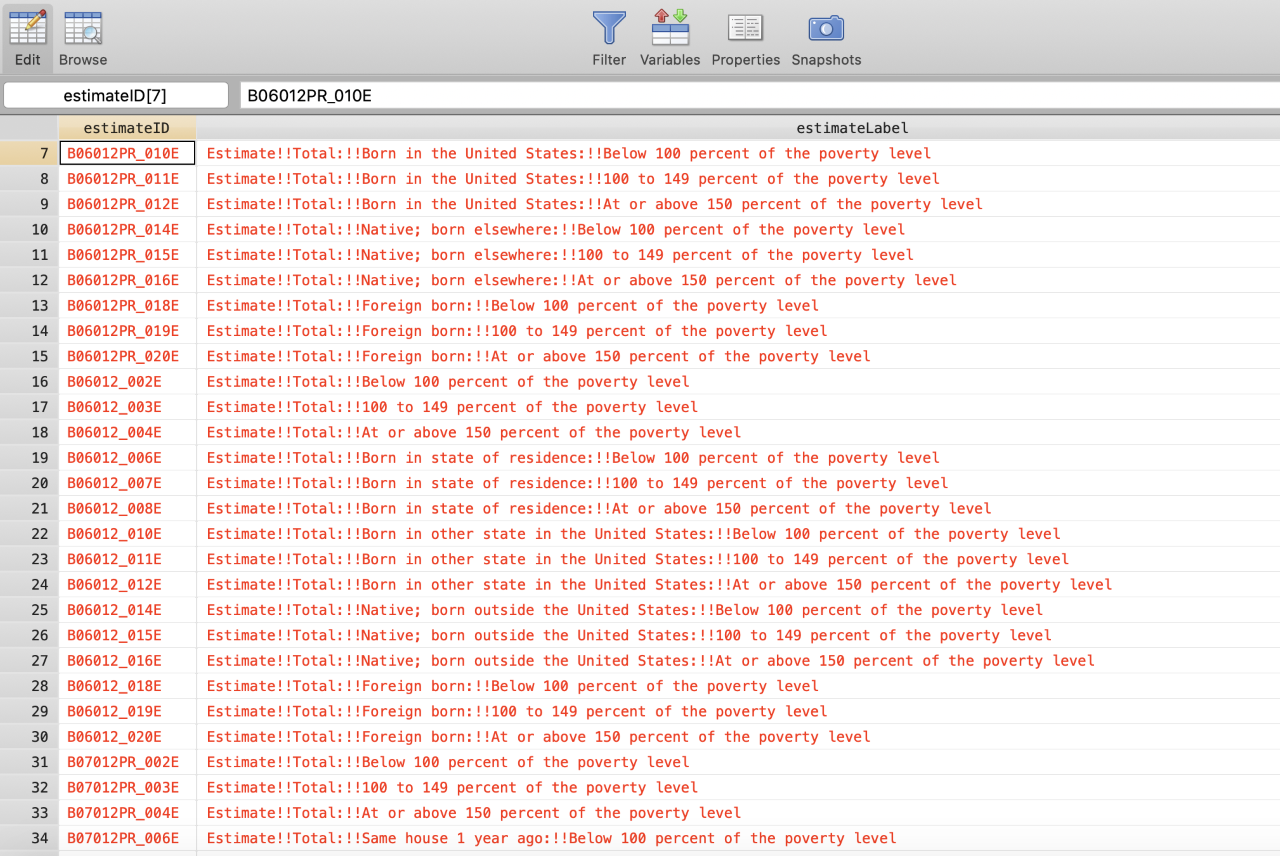 Edit Browse Filter Variables Properties Snapshots
estimateID[7] B06012PR_010E
estimateID estimateLabel
7 B06012PR_010E Estimate!!Total:!!Born in the United States:!!Below 100 percent of the poverty level
8 B06012PR_011E Estimate!!Total:!!Born in the United States:!!100 to 149 percent of the poverty level
9 B06012PR_012E Estimate!!Total:!!Born in the United States:!!At or above 150 percent of the poverty level
10 B06012PR_014E Estimate!!Total:!!Native; born elsewhere:!!Below 100 percent of the poverty level
11 B06012PR_015E Estimate!!Total:!!Native; born elsewhere:!!100 to 149 percent of the poverty level
12 B06012PR_016E Estimate!!Total:!!Native; born elsewhere:!!At or above 150 percent of the poverty level
13 B06012PR_018E Estimate!!Total:!!Foreign born:!!Below 100 percent of the poverty level
14 B06012PR_019E Estimate!!Total:!!Foreign born:!!100 to 149 percent of the poverty level
15 B06012PR_020E Estimate!!Total:!!Foreign born:!!At or above 150 percent of the poverty level
16 B06012_002E Estimate!!Total:!!Below 100 percent of the poverty level
17 B06012_003E Estimate!!Total:!!100 to 149 percent of the poverty level
18 B06012_004E Estimate!!Total:!!At or above 150 percent of the poverty level
19 B06012_006E Estimate!!Total:!!Born in state of residence:!!Below 100 percent of the poverty level
20 B06012_007E Estimate!!Total:!!Born in state of residence:!!100 to 149 percent of the poverty level
21 B06012_008E Estimate!!Total:!!Born in state of residence:!!At or above 150 percent of the poverty level
22 B06012_010E Estimate!!Total:!!Born in other state in the United States:!!Below 100 percent of the poverty level
23 B06012_011E Estimate!!Total:!!Born in other state in the United States:!!100 to 149 percent of the poverty level
24 B06012_012E Estimate!!Total:!!Born in other state in the United States:!!At or above 150 percent of the poverty level
25 B06012_014E Estimate!!Total:!!Native; born outside the United States:!!Below 100 percent of the poverty level
26 B06012_015E Estimate!!Total:!!Native; born outside the United States:!!100 to 149 percent of the poverty level
27 B06012_016E Estimate!!Total:!!Native; born outside the United States:!!At or above 150 percent of the poverty level
28 B06012_018E Estimate!!Total:!!Foreign born:!!Below 100 percent of the poverty level
29 B06012_019E Estimate!!Total:!!Foreign born:!!100 to 149 percent of the poverty level
30 B06012_020E Estimate!!Total:!!Foreign born:!!At or above 150 percent of the poverty level
31 B07012PR_002E Estimate!!Total:!!Below 100 percent of the poverty level
32 B07012PR_003E Estimate!!Total:!!100 to 149 percent of the poverty level
33 B07012PR_004E Estimate!!Total:!!At or above 150 percent of the poverty level
34 B07012PR_006E Estimate!!Total:!!Same house 1 year ago:!!Below 100 percent of the poverty level